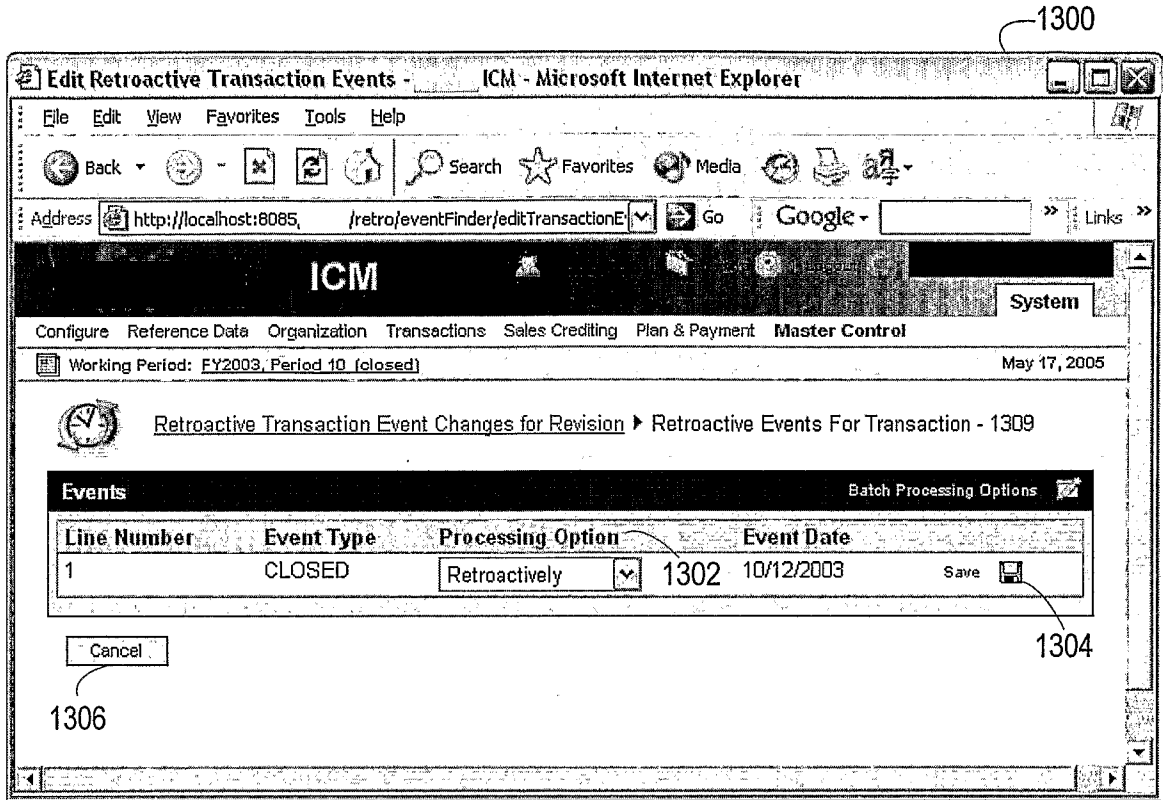 1300
Edit Retroactive Transaction Events - ICM - Microsoft Internet Explorer
File Edit View Favorites Tools Help
Back Search Favorites Media
Address http://localhost:8085, /retro/eventFinder/editTransactionE Go Google Links
ICM
Logout
System
Configure Reference Data Organization Transactions Sales Crediting Plan & Payment Master Control
Working Period: FY2003, Period 10 (closed) May 17, 2005
Retroactive Transaction Event Changes for Revision Retroactive Events For Transaction - 1309
Events Batch Processing Options
Line Number Event Type Processing Option Event Date
1 CLOSED Retroactively 1302 10/12/2003 Save
Cancel 1304
1306